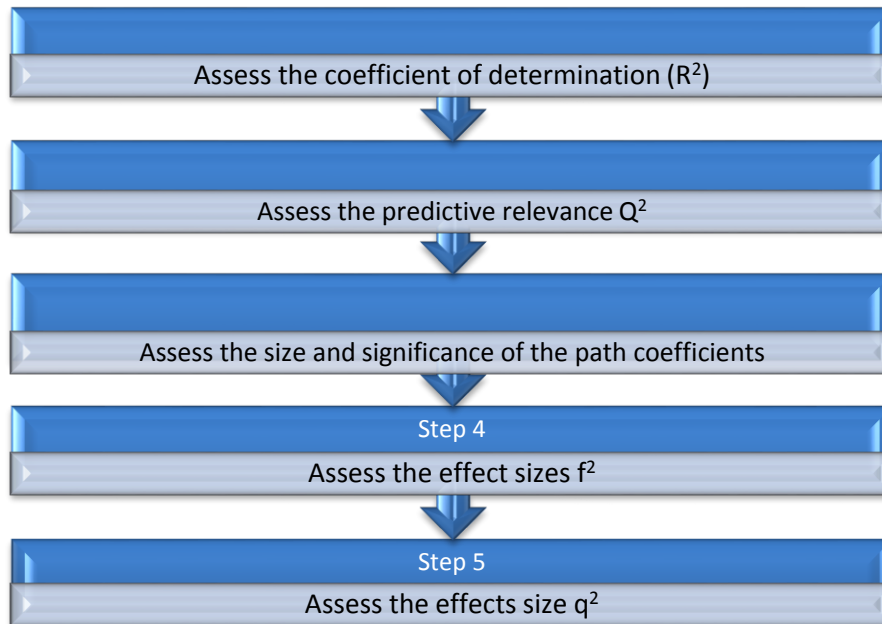 Assess the coefficient of determination (R²)
Assess the predictive relevance Q²
Assess the size and significance of the path coefficients
Step 4
Assess the effect sizes f²
Step 5
Assess the effects size q²